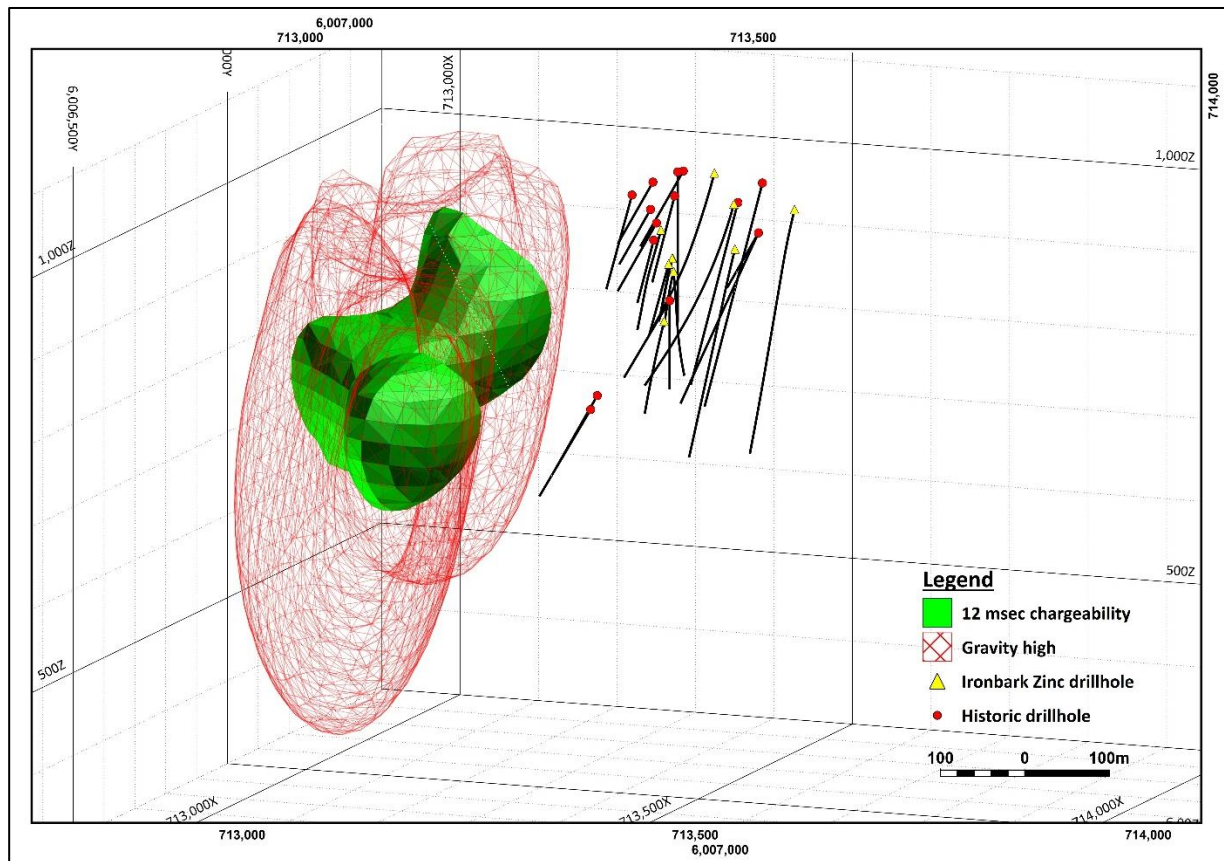 6,007,000
713,000
713,500
714,000
000Y
6,006,500Y
713,000X
1,000Z
1,000Z
500Z
500Z
Legend
12 msec chargeability
Gravity high
Ironbark Zinc drillhole
Historic drillhole
100 0 100m
713,000X
713,500X
714,000X
713,000
713,500
714,000
6,007,000